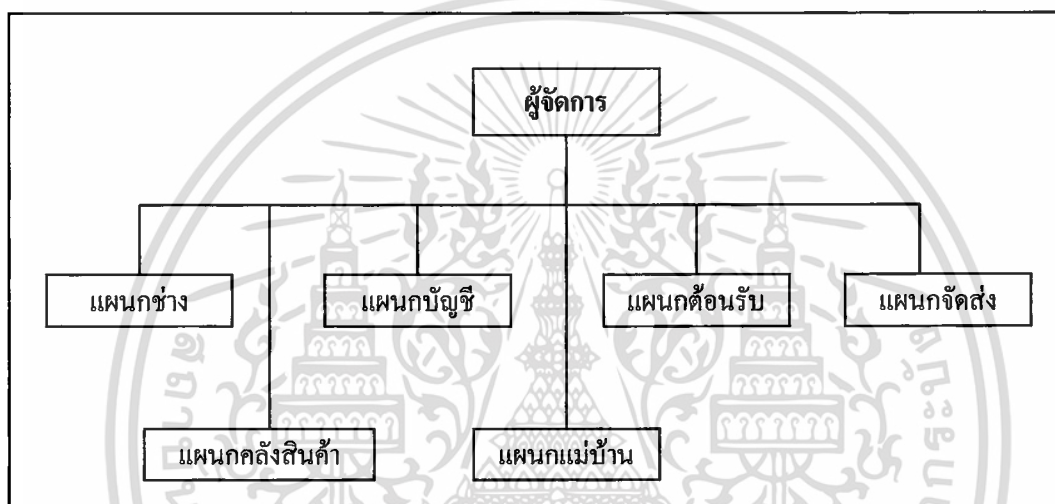 ผู้จัดการ
แผนกช่าง
แผนกบัญชี
แผนกต้อนรับ
แผนกจัดส่ง
แผนกคลังสินค้า
แผนกแม่บ้าน